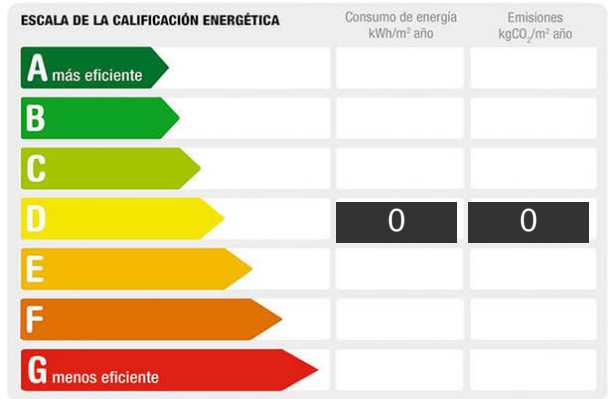 ESCALA DE LA CALIFICACIÓN ENERGÉTICA
Consumo de energía
kWh/m² año
Emisiones
kgCO₂/m² año
A más eficiente
B
C
D 0 0
E
F
G menos eficiente